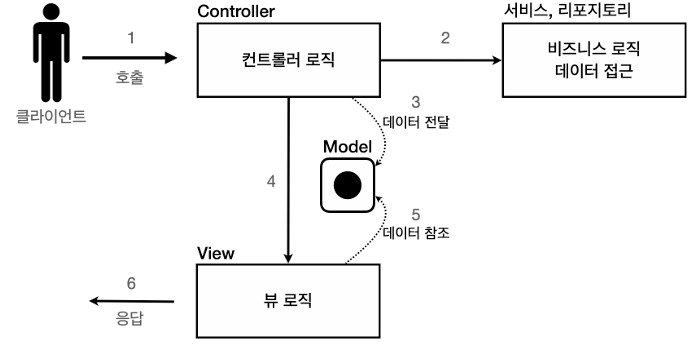 Controller
서비스, 리포지토리
1
호출
컨트롤러 로직
2
비즈니스 로직
데이터 접근
클라이언트
3
데이터 전달
Model
4
5
데이터 참조
View
6
응답
뷰 로직